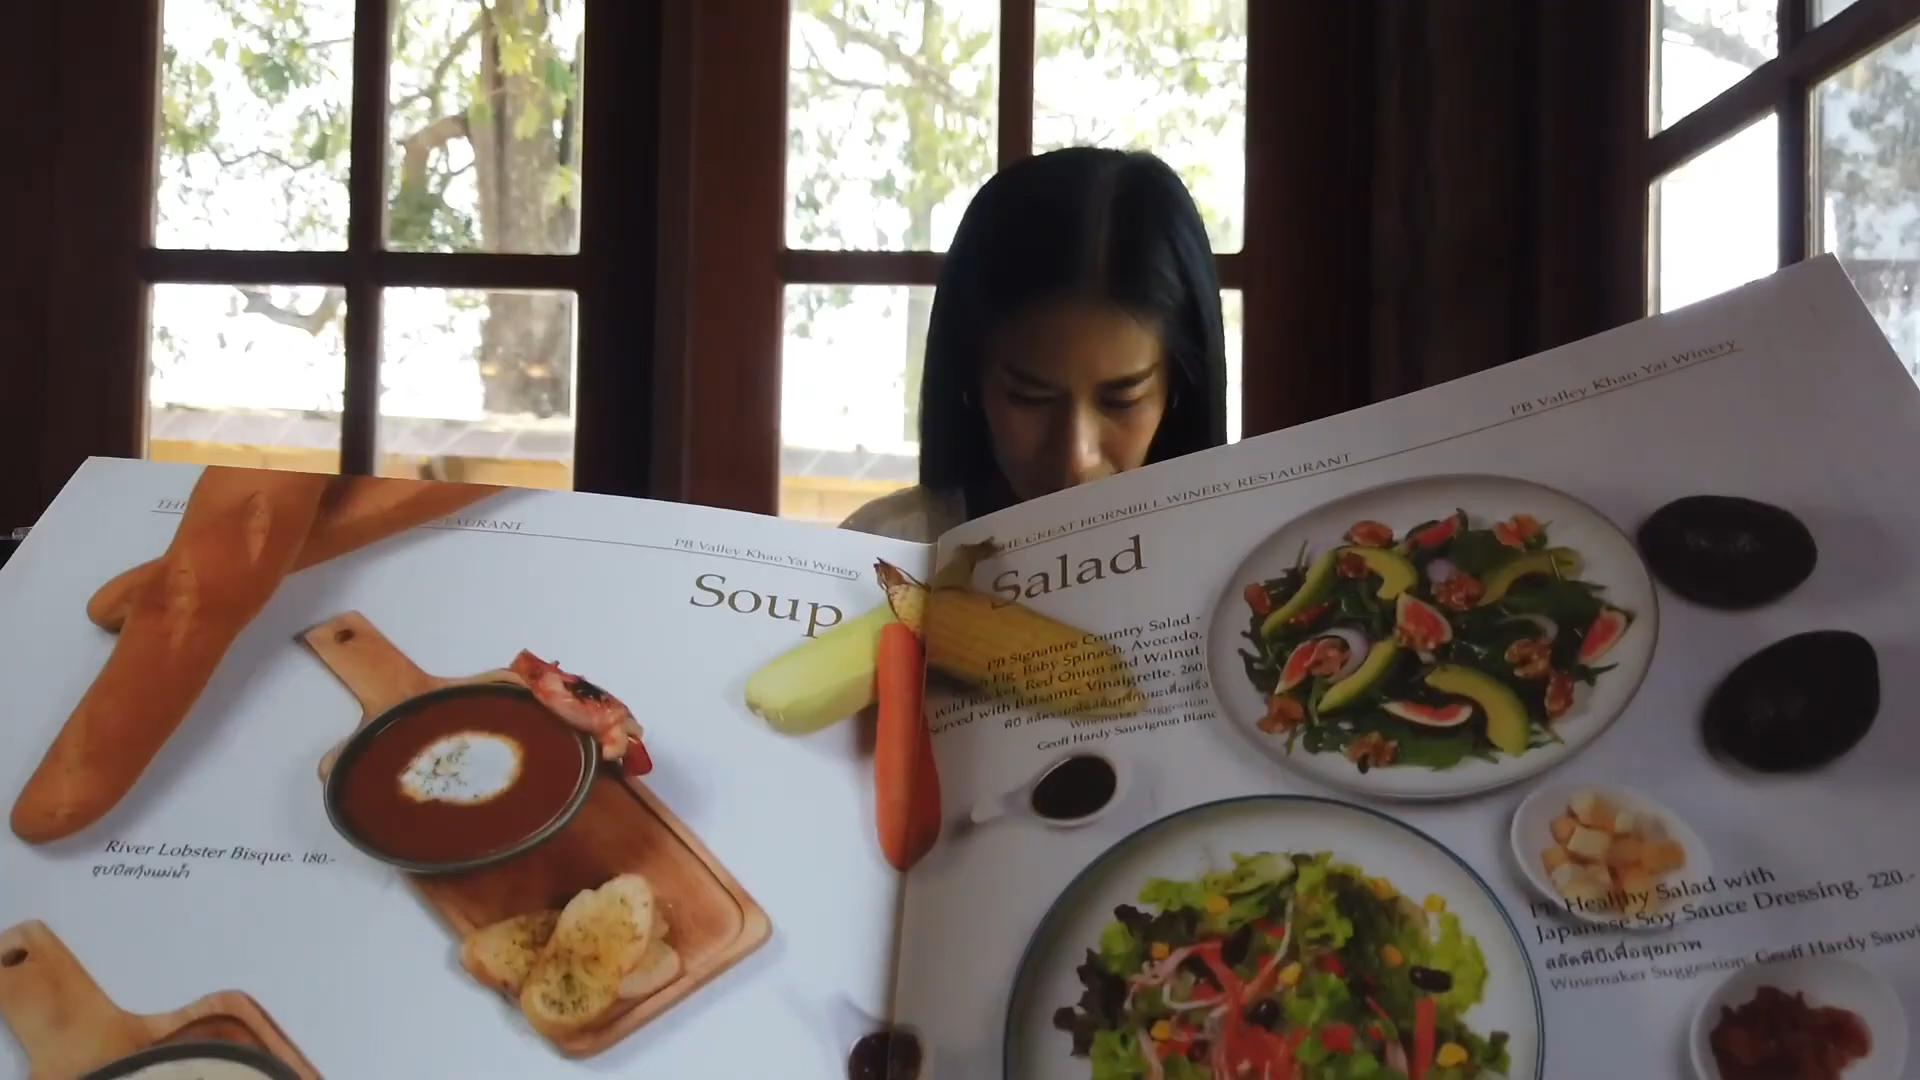 TH
TAURANT
PB Valley Khao Yai Winery
Soup
River Lobster Bisque. 180.-
ซุปบิสกุ้งแม่น้ำ
THE GREAT HORNBILL WINERY RESTAURANT
PB Valley Khao Yai Winery
Salad
PB Signature Country Salad -
Fig, Baby Spinach, Avocado,
Wild Rocket, Red Onion and Walnut,
Served with Balsamic Vinaigrette. 260.
Winemaker Suggestion
Geoff Hardy Sauvignon Blanc
Healthy Salad with
Japanese Soy Sauce Dressing. 220.-
สลัดพีบีเพื่อสุขภาพ
Winemaker Suggestion. Geoff Hardy Sauvi